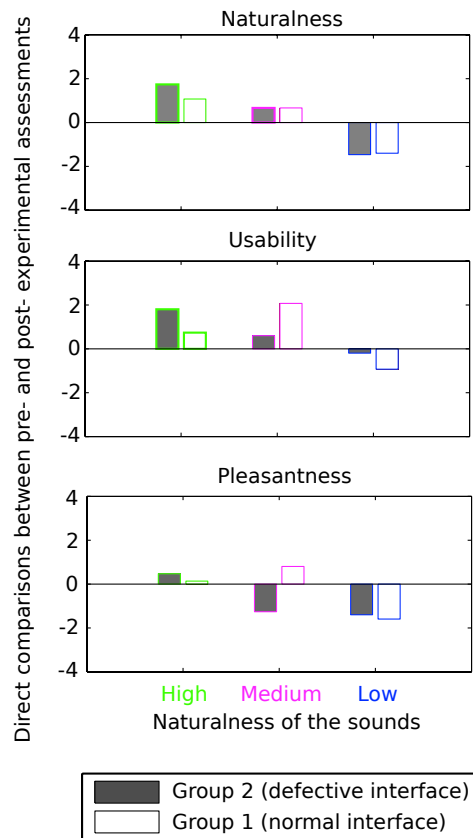 Direct comparisons between pre- and post- experimental assessments
Naturalness
4
2
0
-2
-4
Usability
4
2
0
-2
-4
Pleasantness
4
2
0
-2
-4
High Medium Low
Naturalness of the sounds
Group 2 (defective interface)
Group 1 (normal interface)